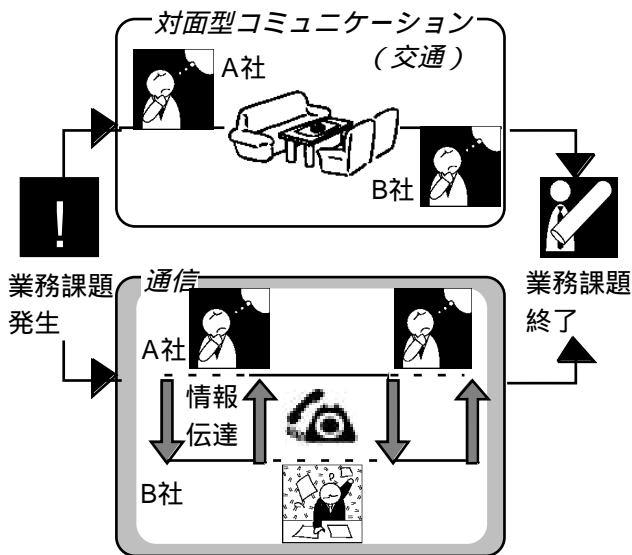 対面型コミュニケーション
（交通）
A社
B社
！
業務課題
発生
業務課題
終了
通信
A社
情報
伝達
B社